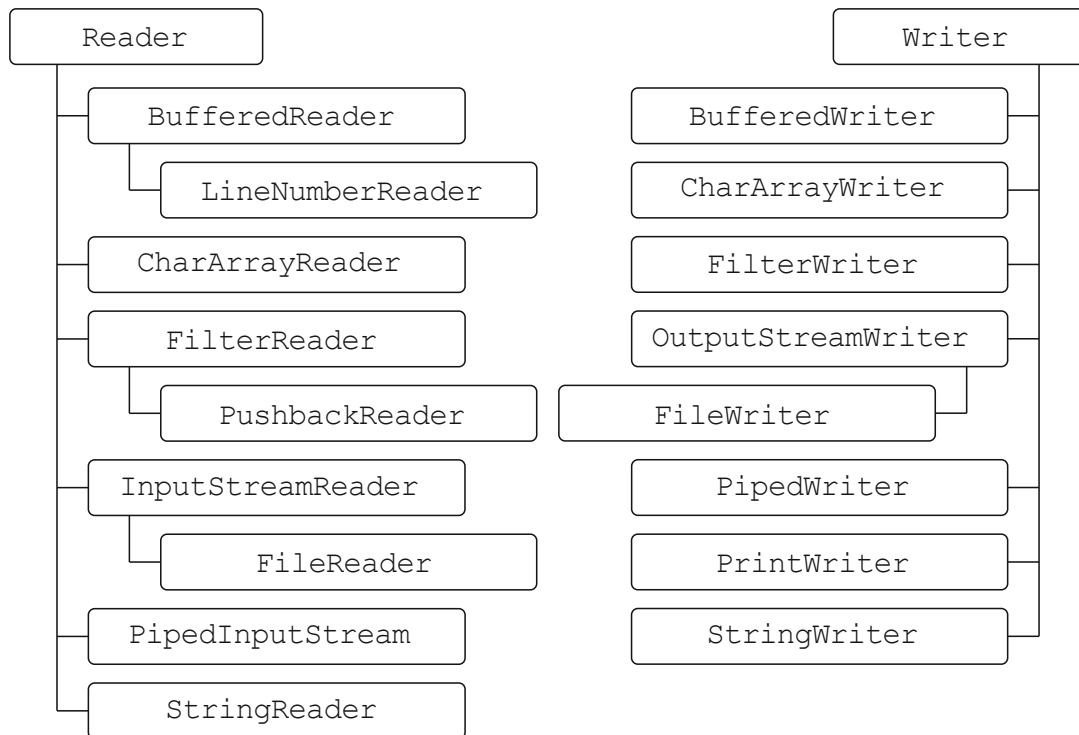 Reader
BufferedReader
LineNumberReader
CharArrayReader
FilterReader
PushbackReader
InputStreamReader
FileReader
PipedInputStream
StringReader
Writer
BufferedWriter
CharArrayWriter
FilterWriter
OutputStreamWriter
FileWriter
PipedWriter
PrintWriter
StringWriter